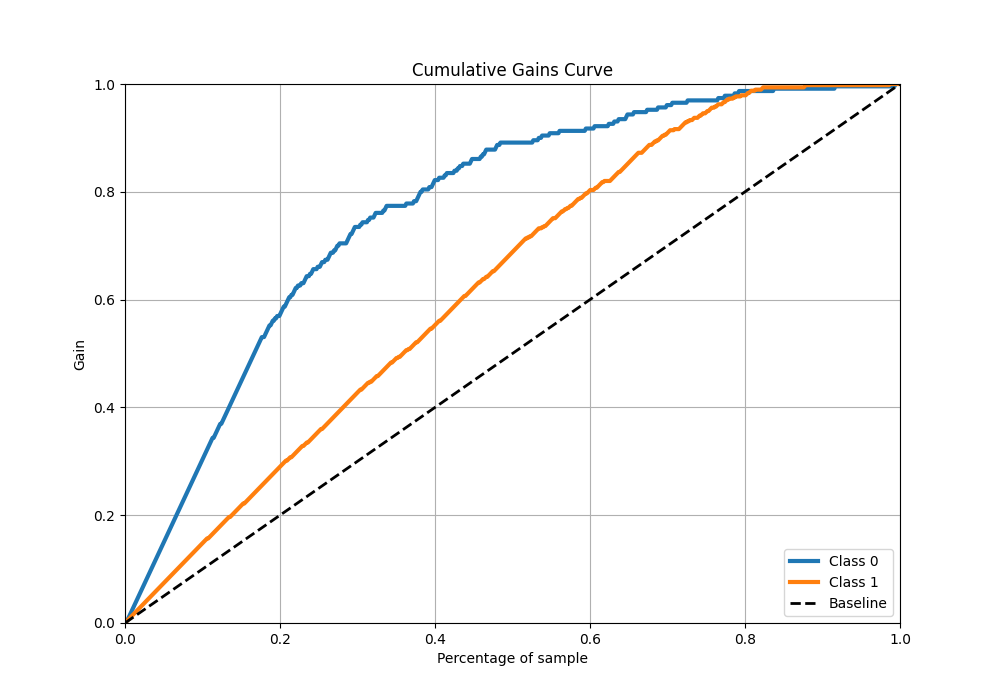 Cumulative Gains Curve
1.0
0.8
0.6
0.4
0.2
0.0
Gain
0.0 0.2 0.4 0.6 0.8 1.0
Percentage of sample
Class 0
Class 1
Baseline